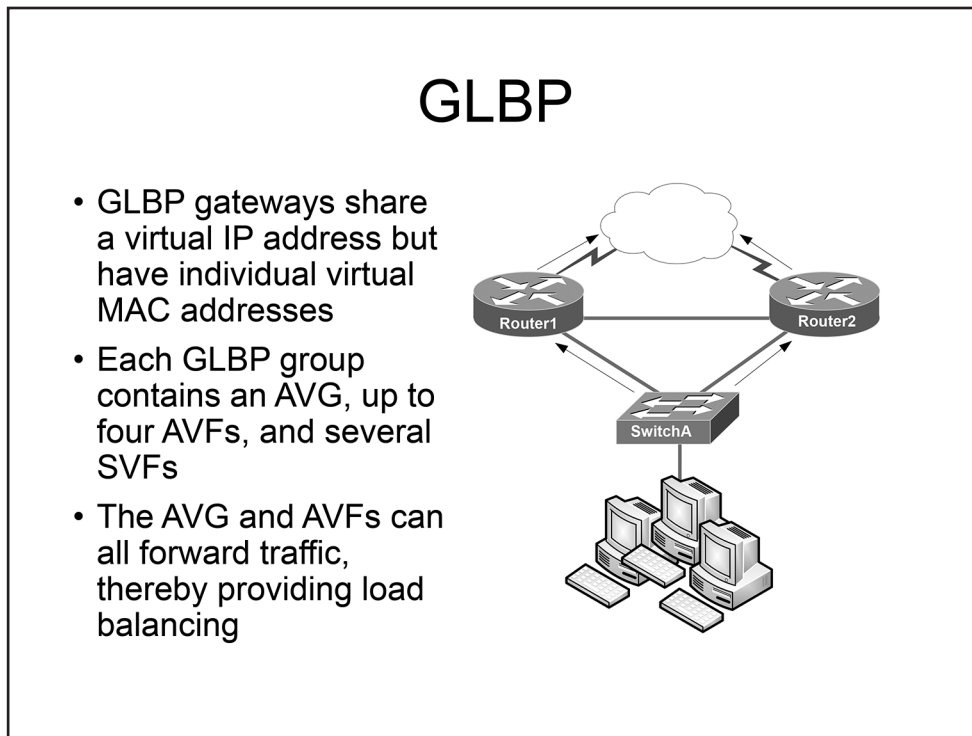 GLBP
• GLBP gateways share
a virtual IP address but
have individual virtual
MAC addresses
• Each GLBP group
contains an AVG, up to
four AVFs, and several
SVFs
• The AVG and AVFs can
all forward traffic,
thereby providing load
balancing
Router1
Router2
SwitchA